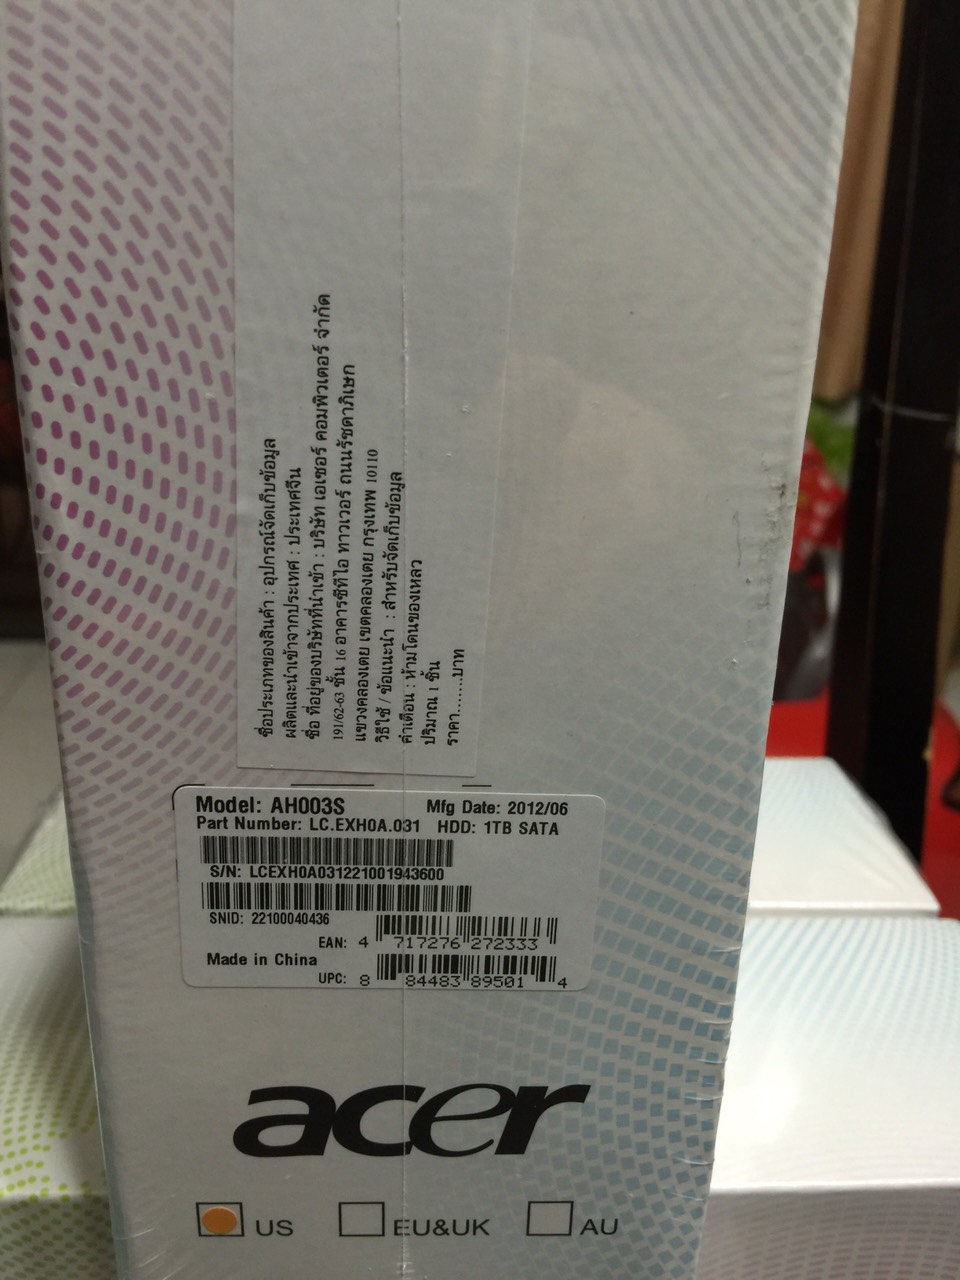 ชื่อประเภทของสินค้า : อุปกรณ์จัดเก็บข้อมูล
ผลิตและนำเข้าจากประเทศ : ประเทศจีน
ชื่อ ที่อยู่ของบริษัทที่นำเข้า : บริษัท เอเซอร์ คอมพิวเตอร์ จำกัด
191/62-63 ชั้น 16 อาคารซีทีไอ ทาวเวอร์ ถนนรัชดาภิเษก
แขวงคลองเตย เขตคลองเตย กรุงเทพ 10110
วิธีใช้ / ข้อแนะนำ : สำหรับจัดเก็บข้อมูล
คำเตือน : ห้ามโดนของเหลว
ปริมาณ 1 ชิ้น
ราคา........บาท
Model: AH003S Mfg Date: 2012/06
Part Number: LC.EXH0A.031 HDD: 1TB SATA
S/N: LCEXH0A031221001943600
SNID: 22100040436
EAN: 4 717276 272333
Made in China
UPC: 8 84483 89501 4
acer
US EU&UK AU